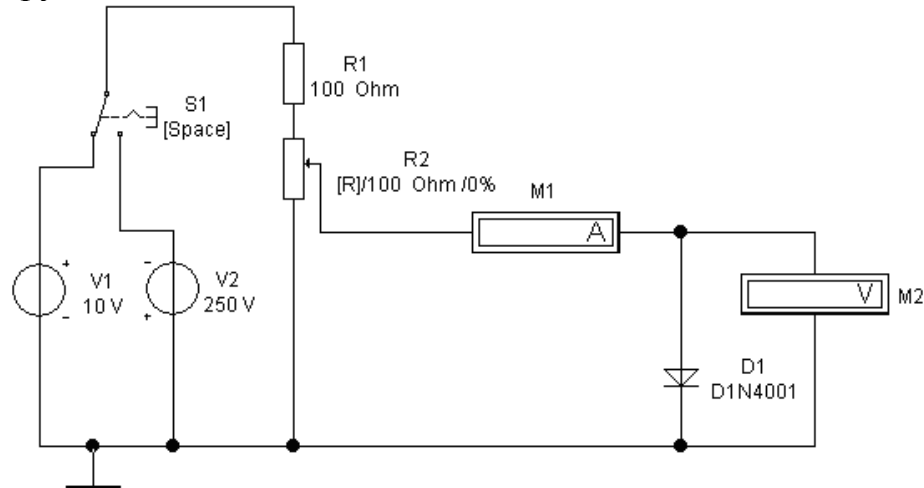 R1
100 Ohm
S1
[Space]
R2
[R]/100 Ohm /0%
M1
A
+
V1
10 V
-
-
V2
250 V
+
V
M2
D1
D1N4001